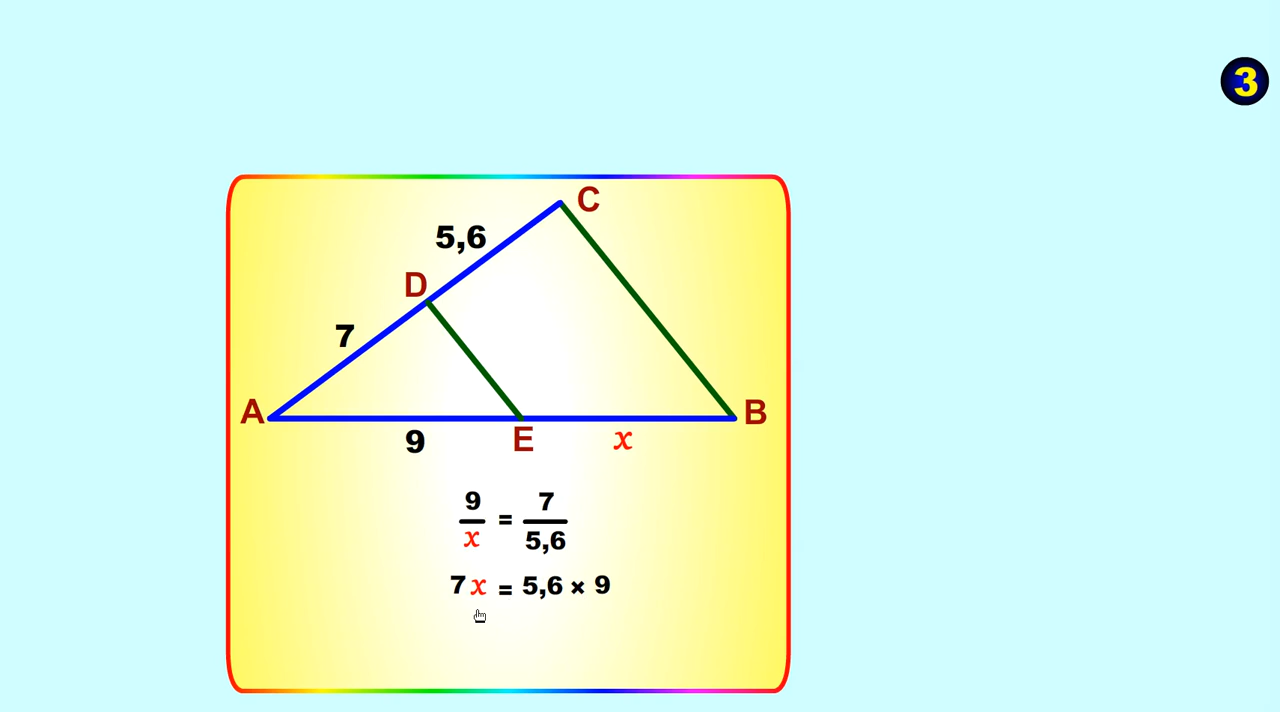 3
C
5,6
D
7
A
B
9
E
x
9/x = 7/5,6
7x = 5,6 × 9